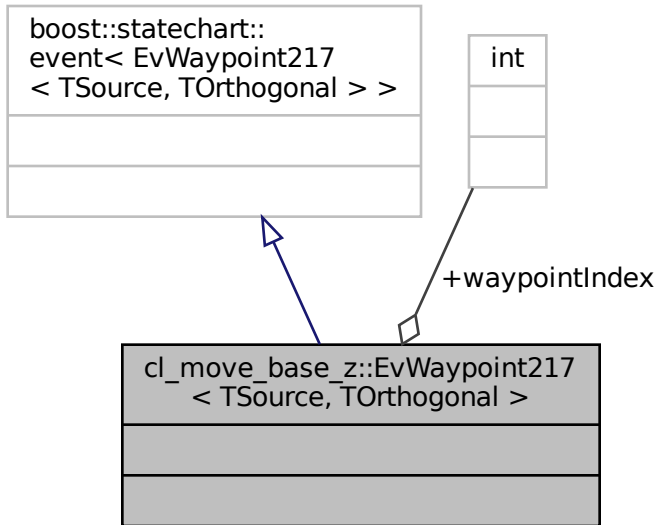 boost::statechart::
event< EvWaypoint217
< TSource, TOrthogonal > >
int
+waypointIndex
cl_move_base_z::EvWaypoint217
< TSource, TOrthogonal >